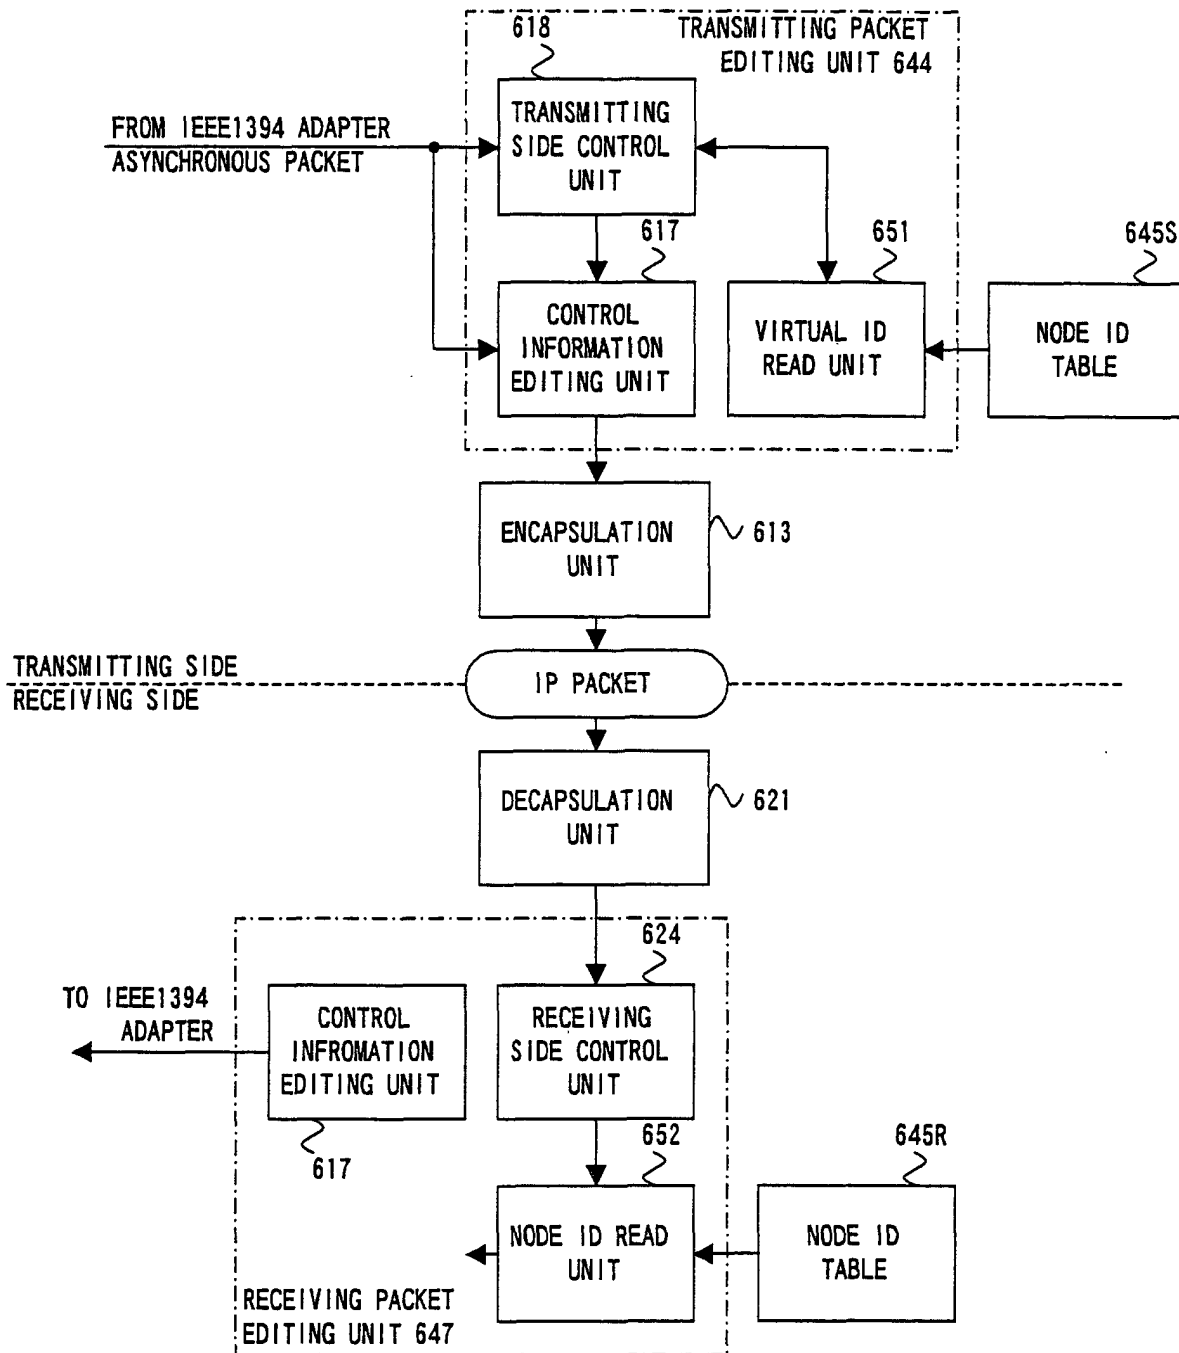 618
TRANSMITTING PACKET
EDITING UNIT 644
TRANSMITTING
SIDE CONTROL
UNIT
FROM IEEE1394 ADAPTER
ASYNCHRONOUS PACKET
617
651
645S
CONTROL
INFORMATION
EDITING UNIT
VIRTUAL ID
READ UNIT
NODE ID
TABLE
ENCAPSULATION
UNIT
613
TRANSMITTING SIDE
RECEIVING SIDE
IP PACKET
DECAPSULATION
UNIT
621
624
TO IEEE1394
ADAPTER
CONTROL
INFROMATION
EDITING UNIT
RECEIVING
SIDE CONTROL
UNIT
617
652
645R
NODE ID READ
UNIT
NODE ID
TABLE
RECEIVING PACKET
EDITING UNIT 647